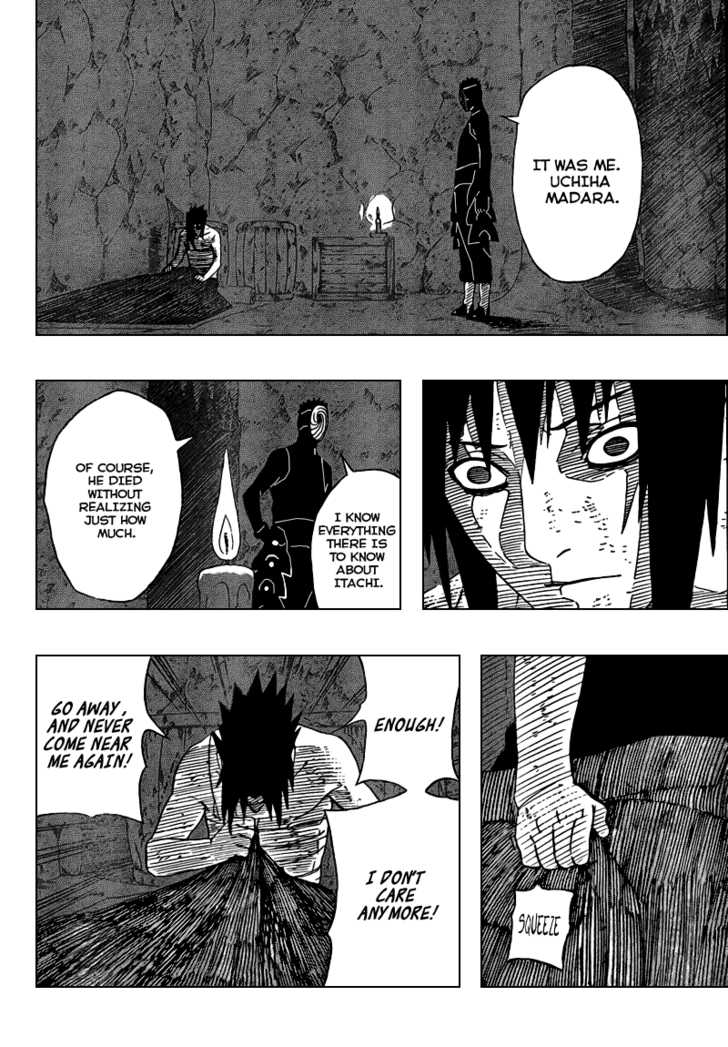 IT WAS ME.
UCHIHA
MADARA.
I KNOW
EVERYTHING
THERE IS
TO KNOW
ABOUT
ITACHI.
OF COURSE,
HE DIED
WITHOUT
REALIZING
JUST HOW
MUCH.
SQUEEZE
ENOUGH!
I DON'T
CARE
ANYMORE!
GO AWAY,
AND NEVER
COME NEAR
ME AGAIN!